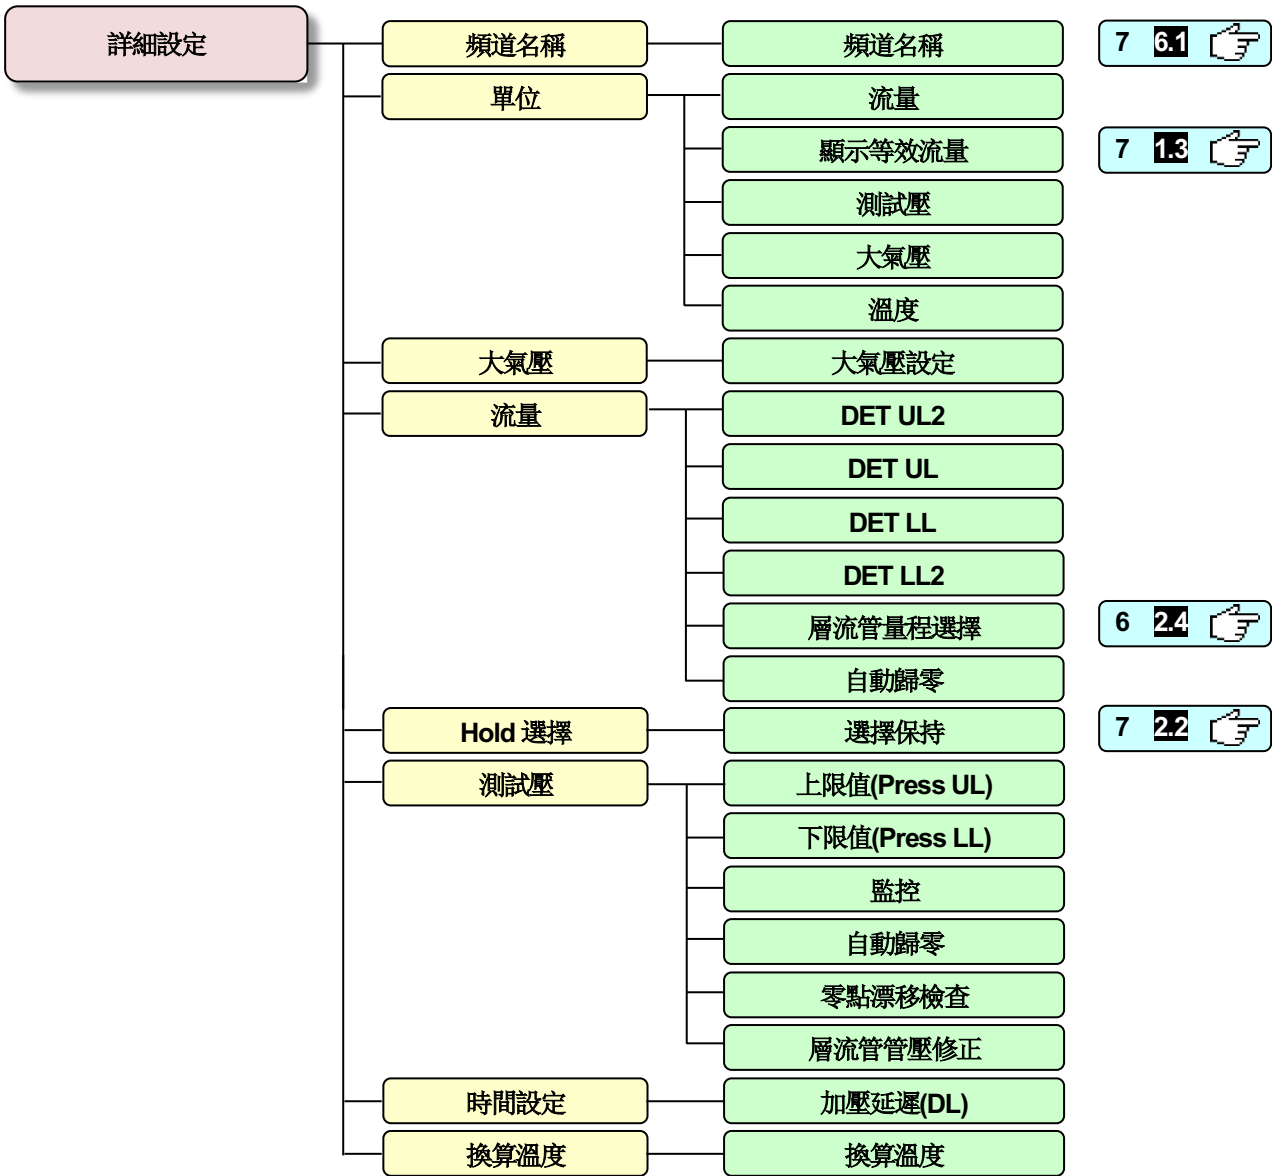 詳細設定 頻道名稱 頻道名稱 7 6.1
單位 流量
顯示等效流量 7 1.3
測試壓
大氣壓
溫度
大氣壓 大氣壓設定
流量 DET UL2
DET UL
DET LL
DET LL2
層流管量程選擇 6 2.4
自動歸零
Hold 選擇 選擇保持 7 2.2
測試壓 上限值(Press UL)
下限值(Press LL)
監控
自動歸零
零點漂移檢查
層流管管壓修正
時間設定 加壓延遲(DL)
換算溫度 換算溫度